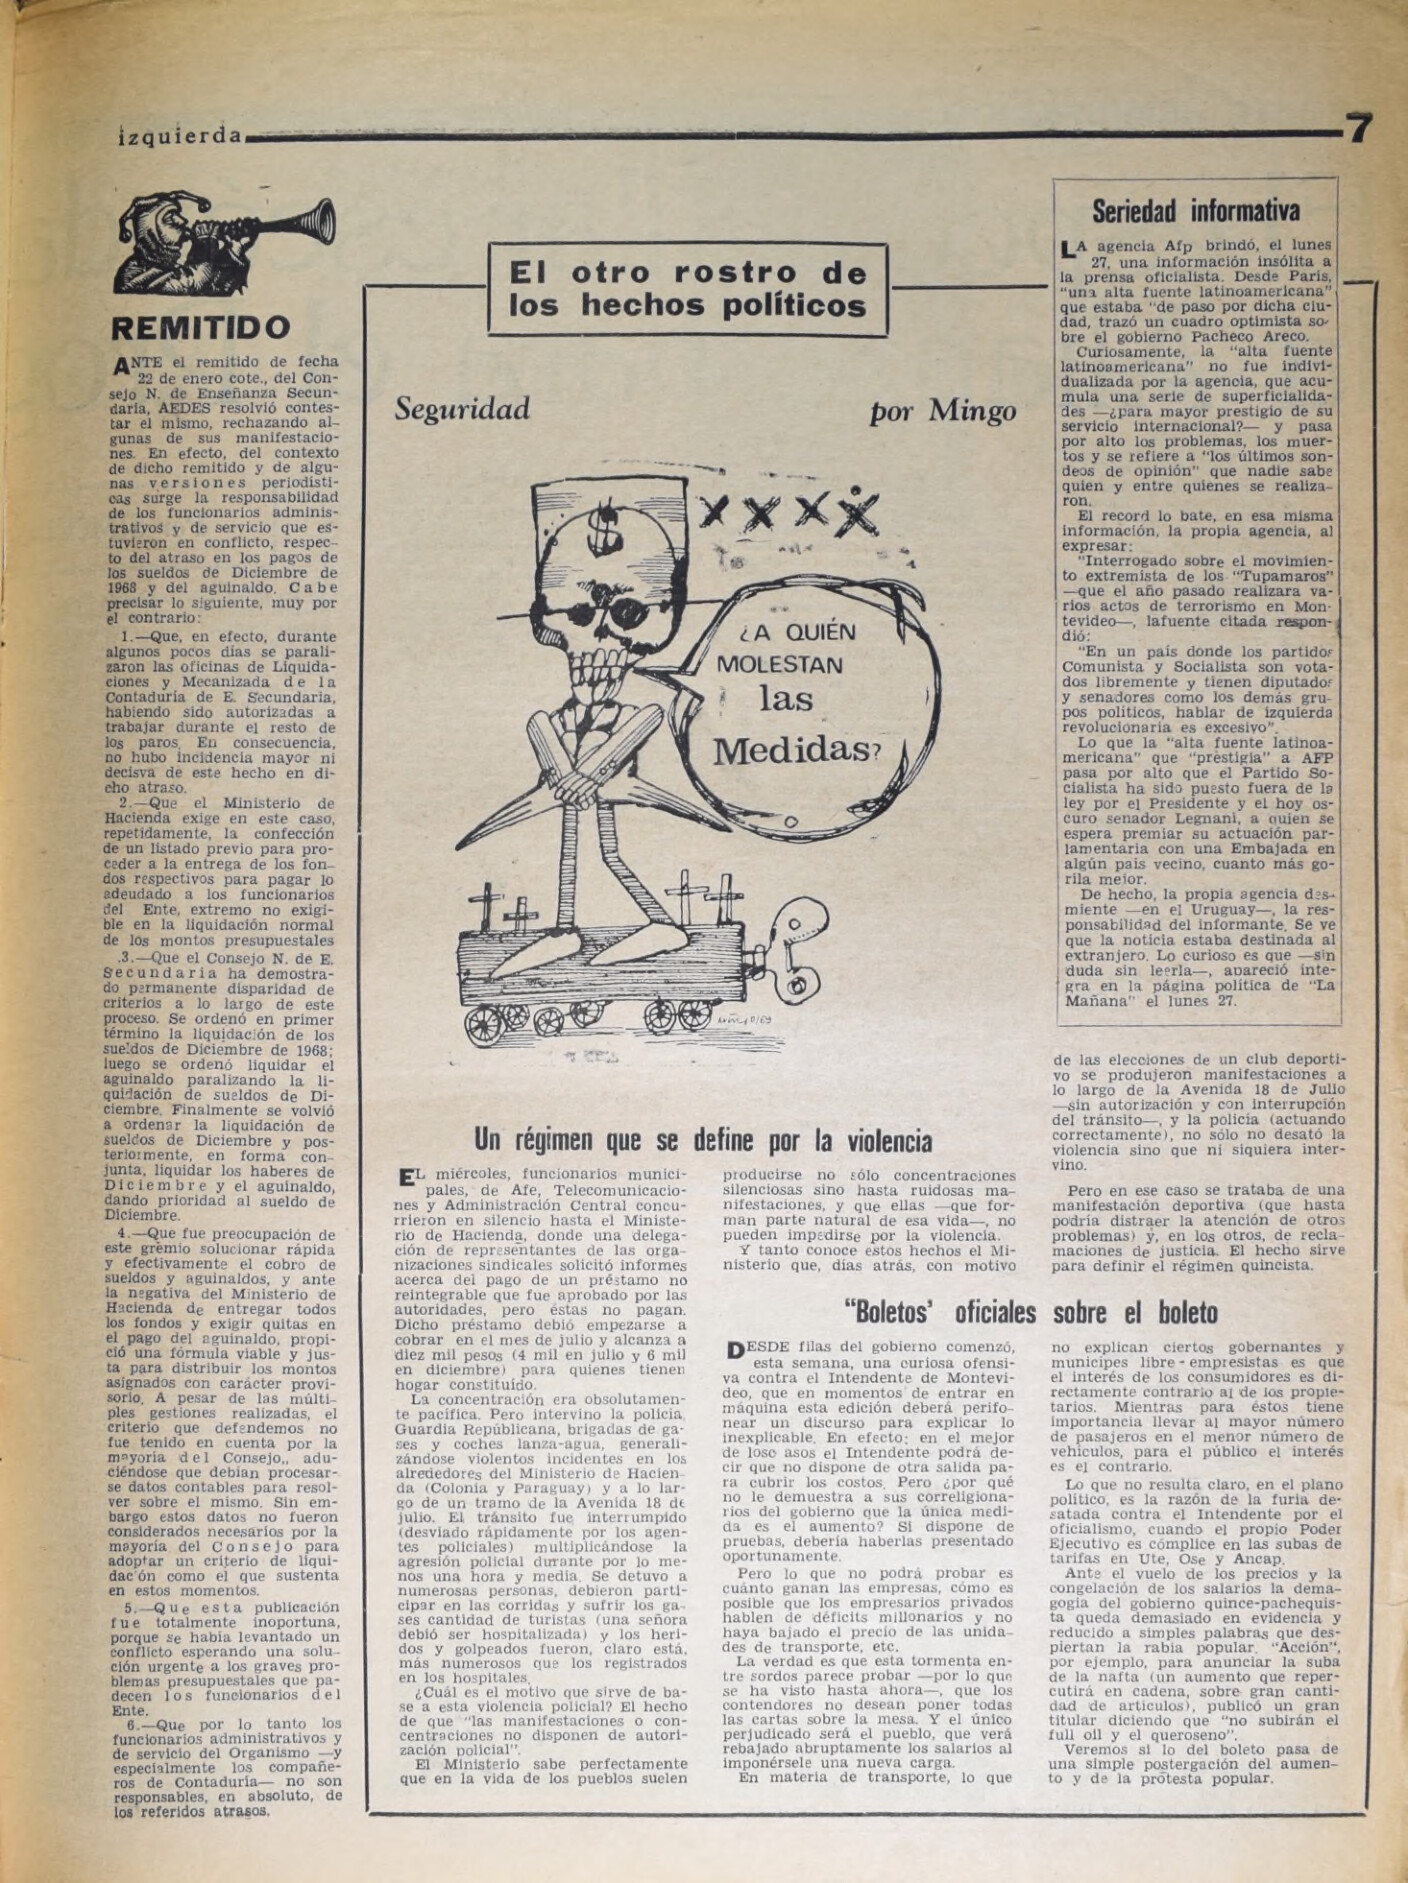 izquierda
7
REMITIDO
ANTE el remitido de fecha
22 de enero cote., del Con-
sejo N. de Enseñanza Secun-
daria, AEDES resolvió contes-
tar el mismo, rechazando al-
gunas de sus manifestacio-
nes. En efecto, del contexto
de dicho remitido y de algu-
nas versiones periodísti-
cas surge la responsabilidad
de los funcionarios adminis-
trativos y de servicio que es-
tuvieron en conflicto, respec-
to del atraso en los pagos de
los sueldos de Diciembre de
1968 y del aguinaldo. Cabe
precisar lo siguiente, muy por
el contrario:
1.—Que, en efecto, durante
algunos pocos días se parali-
zaron las oficinas de Liquida-
ciones y Mecanizada de la
Contaduría de E. Secundaria,
habiendo sido autorizadas a
trabajar durante el resto de
los paros. En consecuencia,
no hubo incidencia mayor ni
decisva de este hecho en di-
cho atraso.
2.—Que el Ministerio de
Hacienda exige en este caso,
repetidamente, la confección
de un listado previo para pro-
ceder a la entrega de los fon-
dos respectivos para pagar lo
adeudado a los funcionarios
del Ente, extremo no exigi-
ble en la liquidación normal
de los montos presupuestales
.3.—Que el Consejo N. de E.
Secundaria ha demostra-
do permanente disparidad de
criterios a lo largo de este
proceso. Se ordenó en primer
término la liquidación de los
sueldos de Diciembre de 1968;
luego se ordenó liquidar el
aguinaldo paralizando la li-
quidación de sueldos de Di-
ciembre. Finalmente se volvió
a ordenar la liquidación de
sueldos de Diciembre y pos-
teriormente, en forma con-
junta, liquidar los haberes de
Diciembre y el aguinaldo,
dando prioridad al sueldo de
Diciembre.
4.—Que fue preocupación de
este grémio solucionar rápida
y efectivamente el cobro de
sueldos y aguinaldos, y ante
la negativa del Ministerio de
Hacienda de entregar todos
los fondos y exigir quitas en
el pago del aguinaldo, propi-
ció una fórmula viable y jus-
ta para distribuir los montos
asignados con carácter provi-
sorio. A pesar de las múlti-
ples gestiones realizadas, el
criterio que defendemos no
fue tenido en cuenta por la
mayoría del Consejo,, adu-
ciéndose que debían procesar-
se datos contables para resol-
ver sobre el mismo. Sin em-
bargo estos datos no fueron
considerados necesarios por la
mayoría del Consejo para
adoptar un criterio de liqui-
dación como el que sustenta
en estos momentos.
5.—Que esta publicación
fue totalmente inoportuna,
porque se había levantado un
conflicto esperando una solu-
ción urgente a los graves pro-
blemas presupuestales que pa-
decen los funcionarios del
Ente.
6.—Que por lo tanto los
funcionarios administrativos y
de servicio del Organismo —y
especialmente los compañe-
ros de Contaduría— no son
responsables, en absoluto, de
los referidos atrasos.
El otro rostro de
los hechos políticos
Seguridad por Mingo
$
xxxx
¿A QUIÉN
MOLESTAN
las
Medidas?
Un régimen que se define por la violencia
EL miércoles, funcionarios munici-
pales, de Afe, Telecomunicacio-
nes y Administración Central concu-
rrieron en silencio hasta el Ministe-
rio de Hacienda, donde una delega-
ción de representantes de las orga-
nizaciones sindicales solicitó informes
acerca del pago de un préstamo no
reintegrable que fue aprobado por las
autoridades, pero éstas no pagan.
Dicho préstamo debió empezarse a
cobrar en el mes de julio y alcanza a
diez mil pesos (4 mil en julio y 6 mil
en diciembre) para quienes tienen
hogar constituido.
La concentración era obsolutamen-
te pacífica. Pero intervino la policía,
Guardia Republicana, brigadas de ga-
ses y coches lanza-agua, generali-
zándose violentos incidentes en los
alrededores del Ministerio de Hacien-
da (Colonia y Paraguay) y a lo lar-
go de un tramo de la Avenida 18 de
julio. El tránsito fue interrumpido
(desviado rápidamente por los agen-
tes policiales) multiplicándose la
agresión policial durante por lo me-
nos una hora y media. Se detuvo a
numerosas personas, debieron parti-
cipar en las corridas y sufrir los ga-
ses cantidad de turistas (una señora
debió ser hospitalizada) y los heri-
dos y golpeados fueron, claro está,
más numerosos que los registrados
en los hospitales.
¿Cuál es el motivo que sirve de ba-
se a esta violencia policial? El hecho
de que "las manifestaciones o con-
centraciones no disponen de autori-
zación policial".
El Ministerio sabe perfectamente
que en la vida de los pueblos suelen
producirse no sólo concentraciones
silenciosas sino hasta ruidosas ma-
nifestaciones, y que ellas —que for-
man parte natural de esa vida—, no
pueden impedirse por la violencia.
Y tanto conoce estos hechos el Mi-
nisterio que, días atrás, con motivo
de las elecciones de un club deporti-
vo se produjeron manifestaciones a
lo largo de la Avenida 18 de Julio
—sin autorización y con interrupción
del tránsito—, y la policía (actuando
correctamente), no sólo no desató la
violencia sino que ni siquiera inter-
vino.
Pero en ese caso se trataba de una
manifestación deportiva (que hasta
podría distraer la atención de otros
problemas) y, en los otros, de recla-
maciones de justicia. El hecho sirve
para definir el régimen quincista.
"Boletos' oficiales sobre el boleto
DESDE filas del gobierno comenzó,
esta semana, una curiosa ofensi-
va contra el Intendente de Montevi-
deo, que en momentos de entrar en
máquina esta edición deberá perifo-
near un discurso para explicar lo
inexplicable. En efecto; en el mejor
de losc asos el Intendente podrá de-
cir que no dispone de otra salida pa-
ra cubrir los costos. Pero ¿por qué
no le demuestra a sus correligiona-
rios del gobierno que la única medi-
da es el aumento? Si dispone de
pruebas, debería haberlas presentado
oportunamente.
Pero lo que no podrá probar es
cuánto ganan las empresas, cómo es
posible que los empresarios privados
hablen de déficits millonarios y no
haya bajado el precio de las unida-
des de transporte, etc.
La verdad es que esta tormenta en-
tre sordos parece probar —por lo que
se ha visto hasta ahora—, que los
contendores no desean poner todas
las cartas sobre la mesa. Y el único
perjudicado será el pueblo, que verá
rebajado abruptamente los salarios al
imponérsele una nueva carga.
En materia de transporte, lo que
no explican ciertos gobernantes y
munícipes libre-empresistas es que
el interés de los consumidores es di-
rectamente contrario al de los propie-
tarios. Mientras para éstos tiene
importancia llevar al mayor número
de pasajeros en el menor número de
vehículos, para el público el interés
es el contrario.
Lo que no resulta claro, en el plano
político, es la razón de la furia de-
satada contra el Intendente por el
oficialismo, cuando el propio Poder
Ejecutivo es cómplice en las subas de
tarifas en Ute, Ose y Ancap.
Ante el vuelo de los precios y la
congelación de los salarios la dema-
gogia del gobierno quince-pachequis-
ta queda demasiado en evidencia y
reducido a simples palabras que des-
piertan la rabia popular. "Acción",
por ejemplo, para anunciar la suba
de la nafta (un aumento que reper-
cutirá en cadena, sobre gran canti-
dad de artículos), publicó un gran
titular diciendo que "no subirán el
full oil y el queroseno".
Veremos si lo del boleto pasa de
una simple postergación del aumen-
to y de la protesta popular.
Seriedad informativa
LA agencia Afp brindó, el lunes
27, una información insólita a
la prensa oficialista. Desde París,
"una alta fuente latinoamericana"
que estaba "de paso por dicha ciu-
dad, trazó un cuadro optimista so-
bre el gobierno Pacheco Areco.
Curiosamente, la "alta fuente
latinoamericana" no fue indivi-
dualizada por la agencia, que acu-
mula una serie de superficialida-
des —¿para mayor prestigio de su
servicio internacional?— y pasa
por alto los problemas, los muer-
tos y se refiere a "los últimos son-
deos de opinión" que nadie sabe
quien y entre quienes se realiza-
ron.
El record lo bate, en esa misma
información, la propia agencia, al
expresar:
"Interrogado sobre el movimien-
to extremista de los "Tupamaros"
—que el año pasado realizara va-
rios actos de terrorismo en Mon-
tevideo—, lafuente citada respon-
dió:
"En un país donde los partidos
Comunista y Socialista son vota-
dos libremente y tienen diputados
y senadores como los demás gru-
pos políticos, hablar de izquierda
revolucionaria es excesivo".
Lo que la "alta fuente latinoa-
mericana" que "prestigia" a AFP
pasa por alto que el Partido So-
cialista ha sido puesto fuera de la
ley por el Presidente y el hoy os-
curo senador Legnani, a quien se
espera premiar su actuación par-
lamentaria con una Embajada en
algún país vecino, cuanto más go-
rila mejor.
De hecho, la propia agencia des-
miente —en el Uruguay—, la res-
ponsabilidad del informante. Se ve
que la noticia estaba destinada al
extranjero. Lo curioso es que —sin
duda sin leerla—, apareció ínte-
gra en la página política de "La
Mañana" el lunes 27.